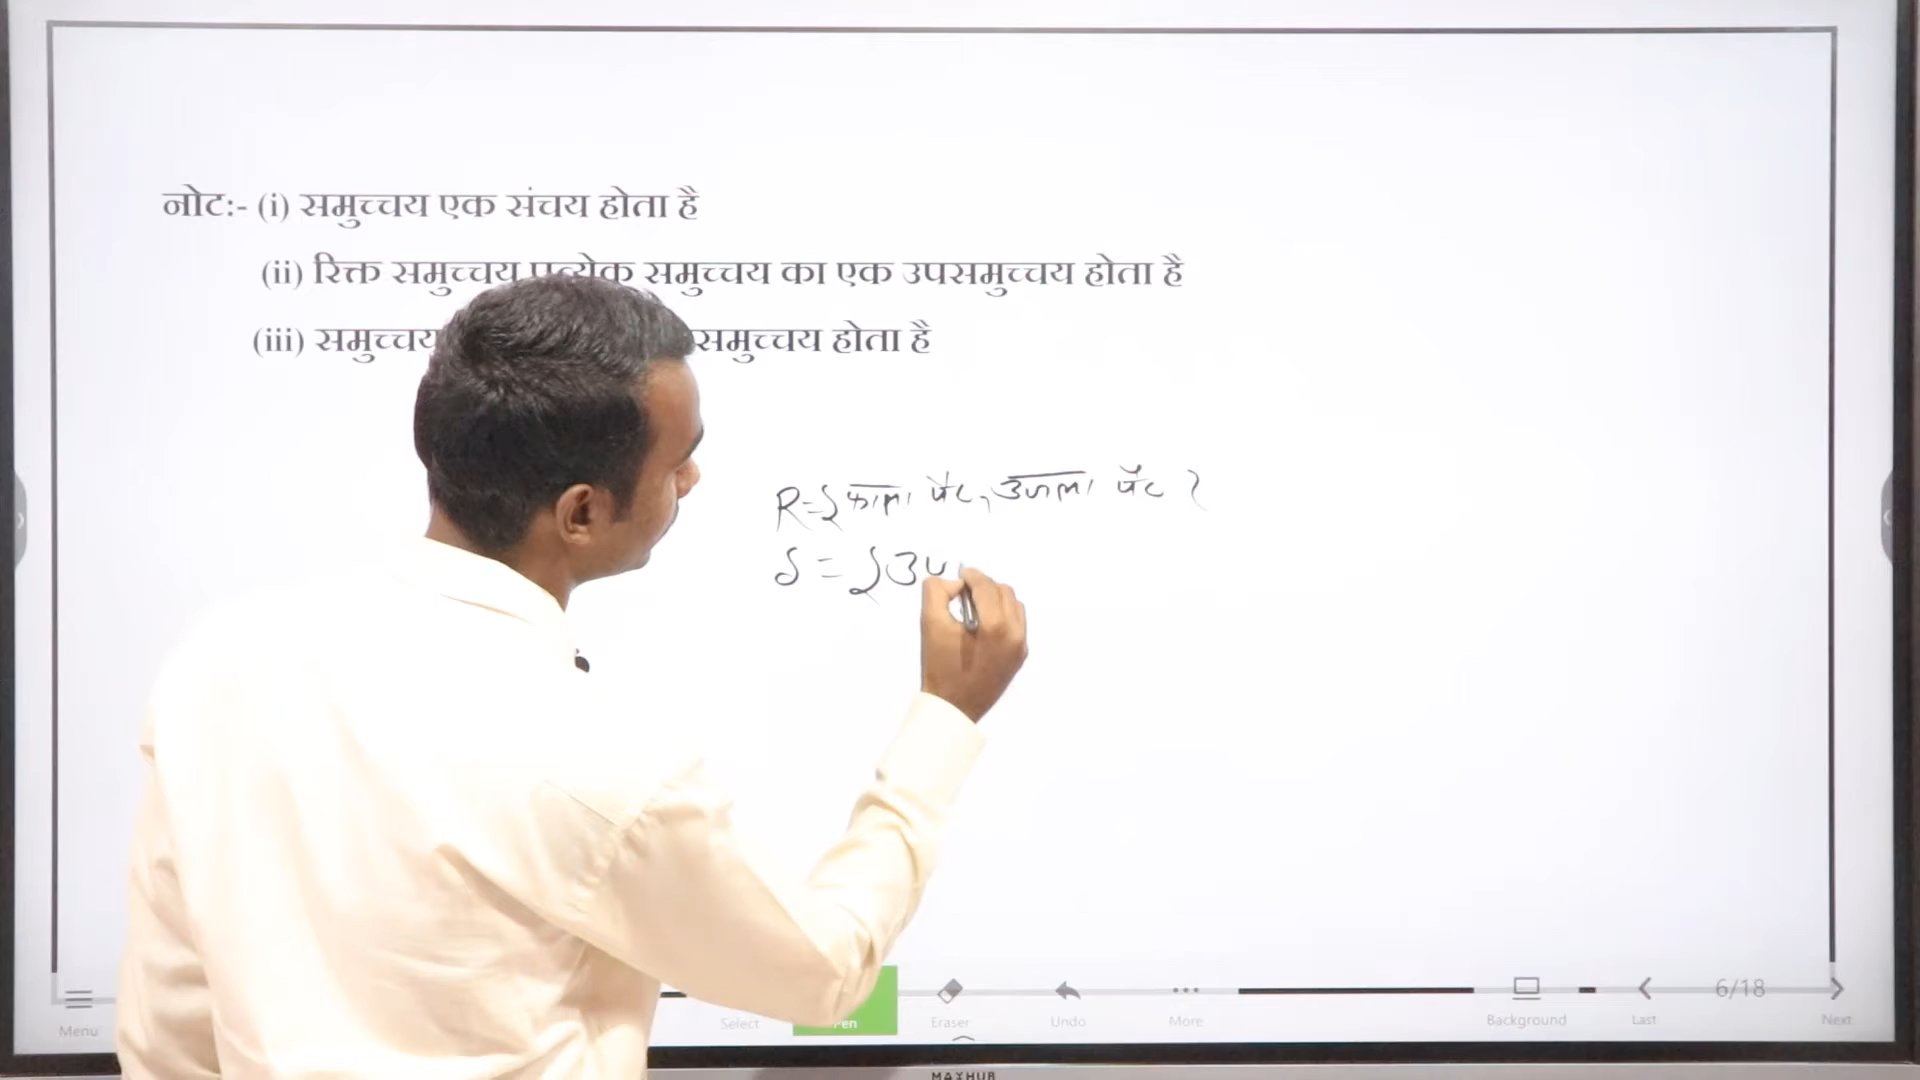 नोटः- (i) समुच्चय एक संचय होता है
(ii) रिक्त समुच्चय प्रत्येक समुच्चय का एक उपसमुच्चय होता है
(iii) समुच्चय समुच्चय होता है
R={काला पैंट, उजला पैंट}
S = {उज
Menu
Select
Pen
Eraser
Undo
More
Background
Last
6/18
Next
MAXHUB